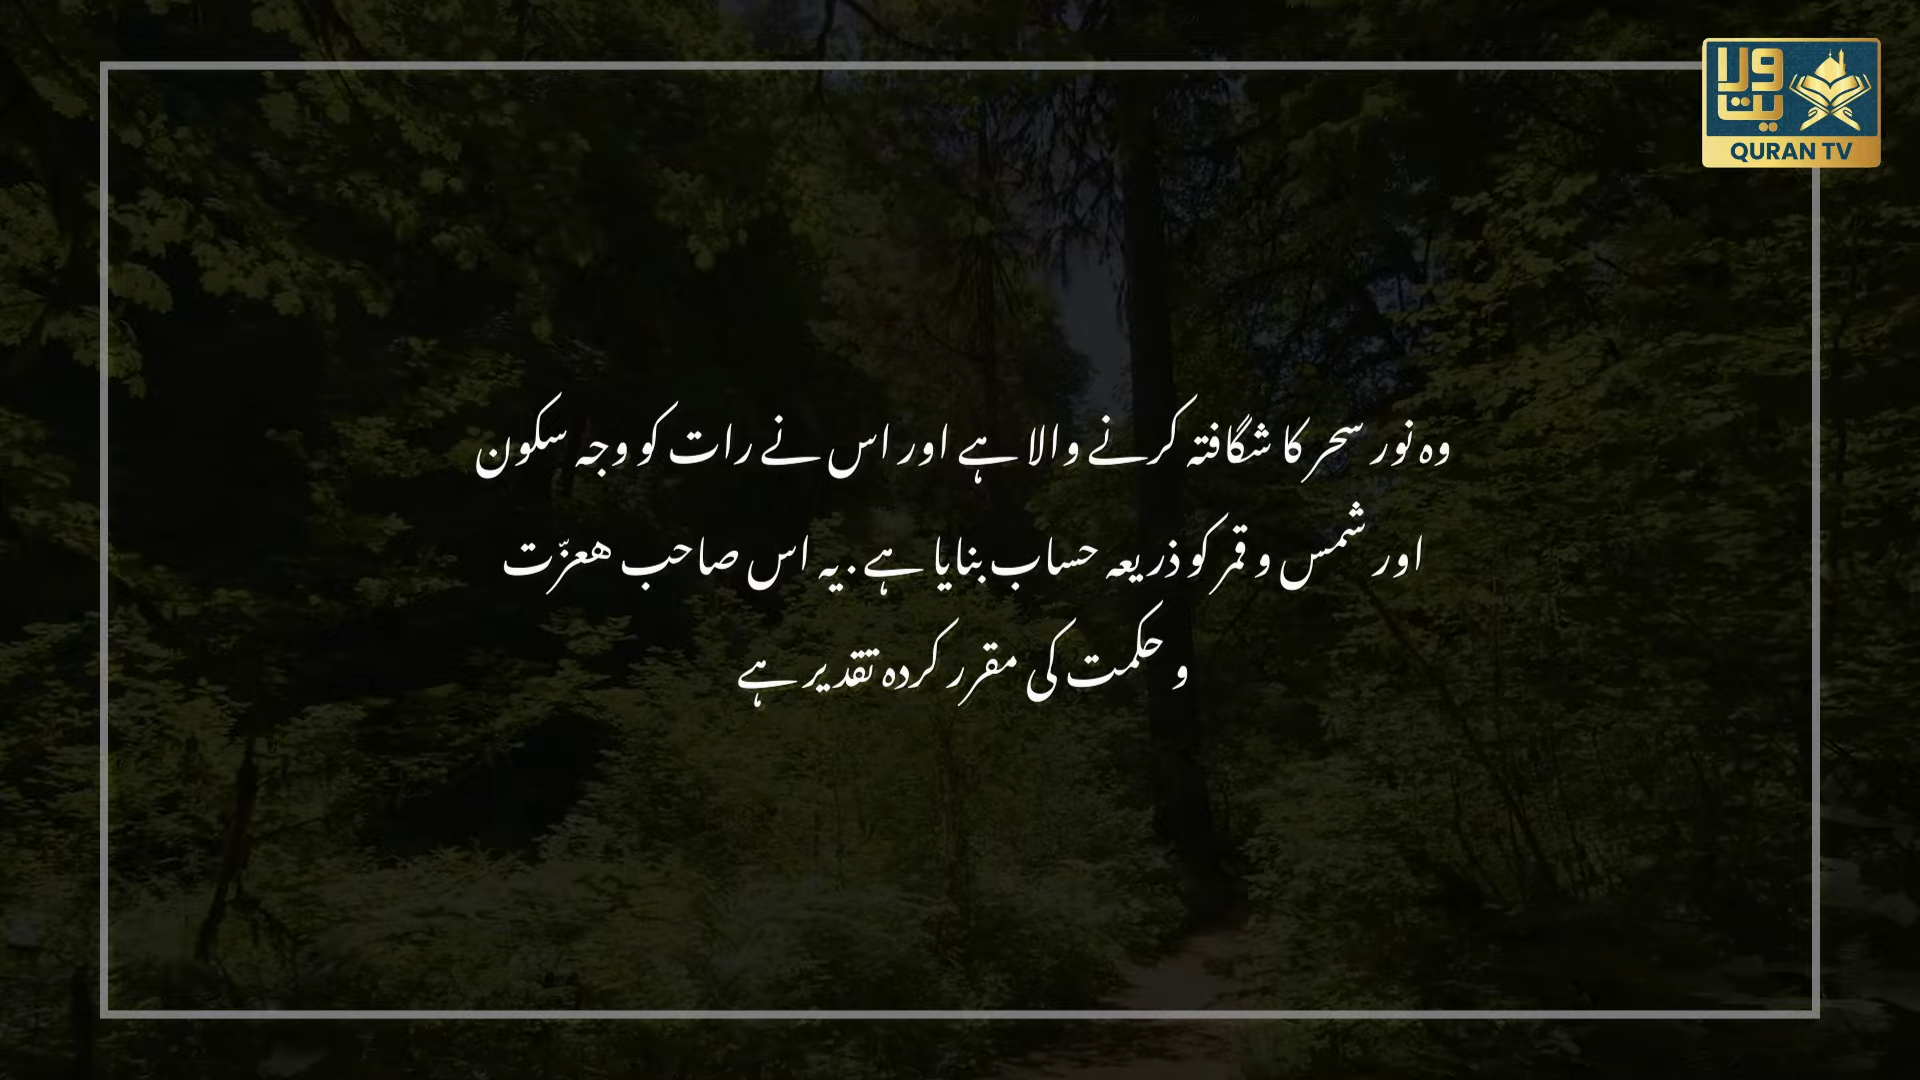 ولایت
QURAN TV
وہ نور سحر کا شگافتہ کرنے والا ہے اور اس نے رات کو وجہ سکون
اور شمس و قمر کو ذریعہ حساب بنایا ہے.یہ اس صاحب ھعزّت
و حکمت کی مقرر کردہ تقدیر ہے